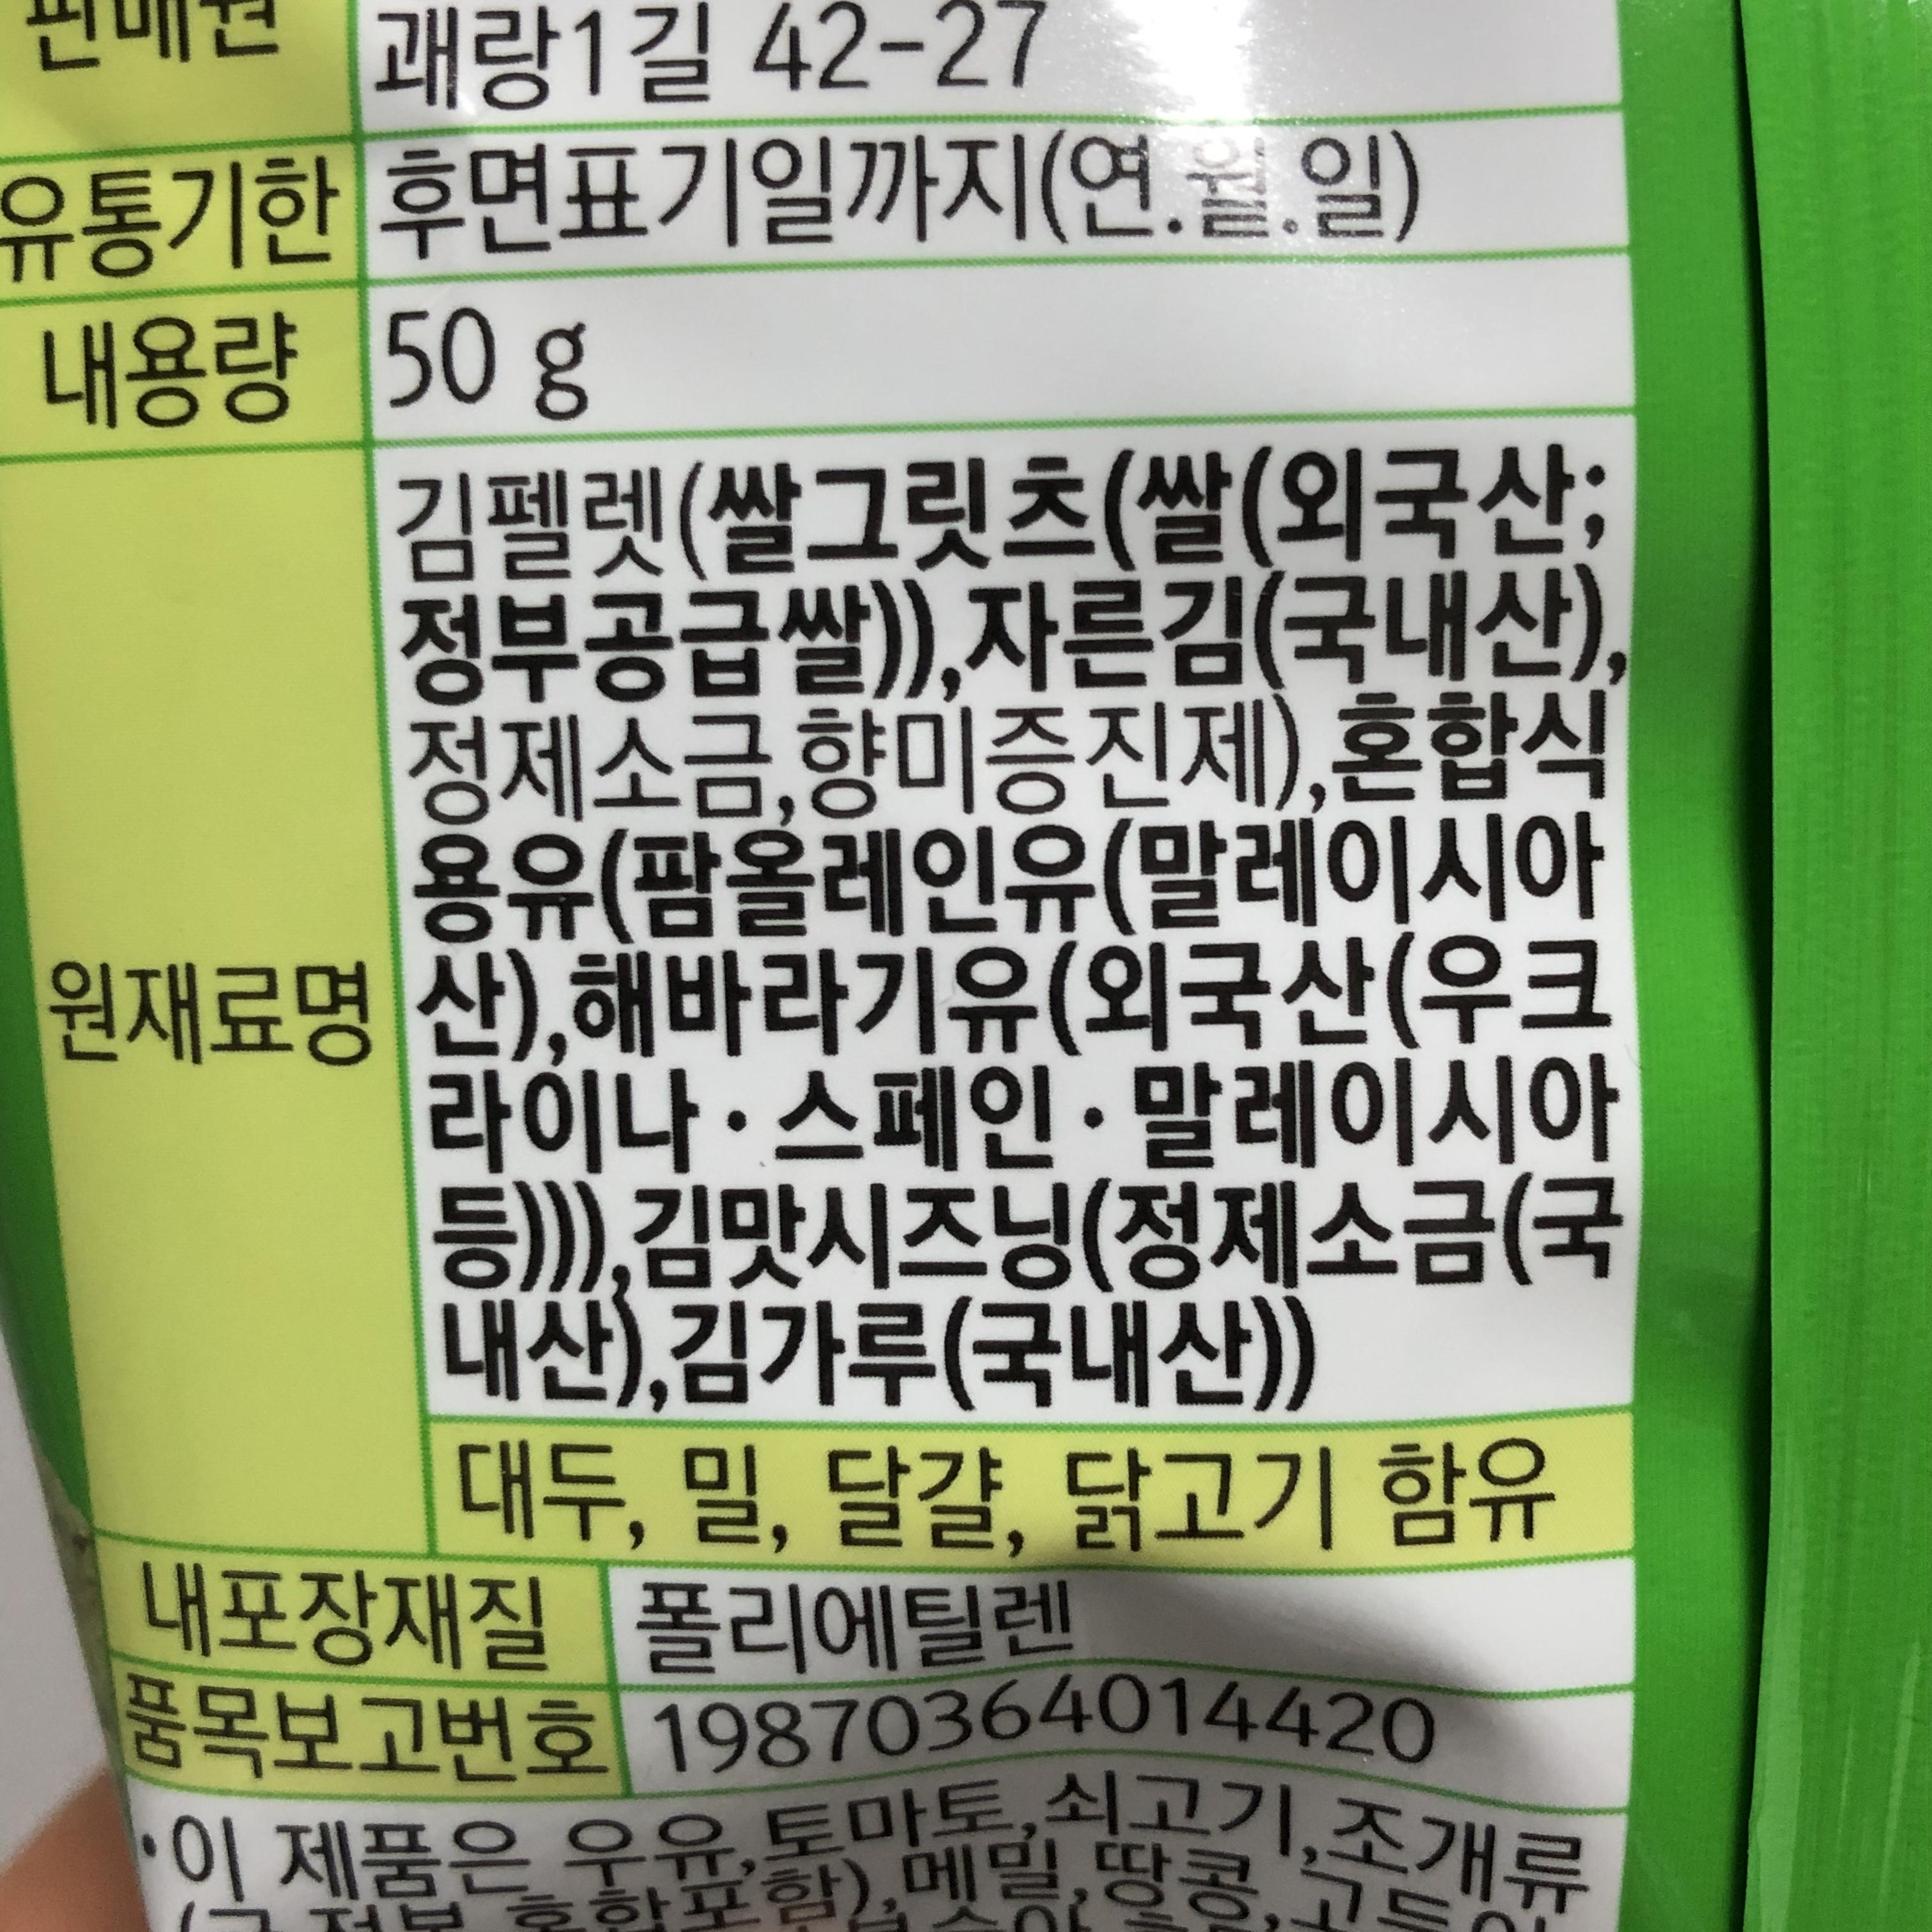 판매원 괘랑1길 42-27
유통기한 후면표기일까지(연.월.일)
내용량 50 g
원재료명
김펠렛(쌀그릿츠(쌀(외국산;
정부공급쌀)),자른김(국내산),
정제소금,향미증진제),혼합식
용유(팜올레인유(말레이시아
산),해바라기유(외국산(우크
라이나·스페인·말레이시아
등))),김맛시즈닝(정제소금(국
내산),김가루(국내산))
대두, 밀, 달걀, 닭고기 함유
내포장재질 폴리에틸렌
품목보고번호 19870364014420
·이 제품은 우유,토마토,쇠고기,조개류
메밀,땅콩,